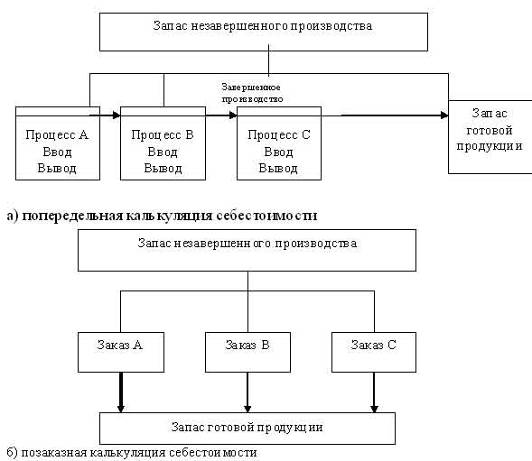 Запас незавершенного производства
Завершенное
производство
Процесс А
Ввод
Вывод
Процесс В
Ввод
Вывод
Процесс С
Ввод
Вывод
Запас
готовой
продукции
а) попередельная калькуляция себестоимости
Запас незавершенного производства
Заказ А
Заказ В
Заказ С
Запас готовой продукции
б) позаказная калькуляция себестоимости